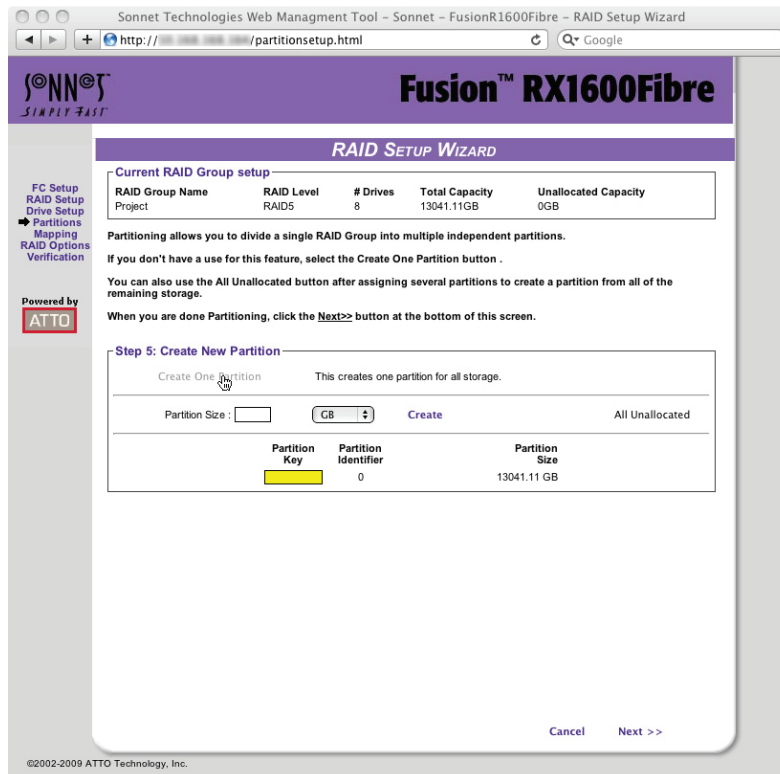 Sonnet Technologies Web Managment Tool – Sonnet – FusionR1600Fibre – RAID Setup Wizard
http:// /partitionsetup.html
Google
SONNET
SIMPLY FAST
Fusion™ RX1600Fibre
RAID SETUP WIZARD
FC Setup
RAID Setup
Drive Setup
Partitions
Mapping
RAID Options
Verification
Powered by
ATTO
Current RAID Group setup
RAID Group Name RAID Level # Drives Total Capacity Unallocated Capacity
Project RAID5 8 13041.11GB 0GB
Partitioning allows you to divide a single RAID Group into multiple independent partitions.
If you don't have a use for this feature, select the Create One Partition button .
You can also use the All Unallocated button after assigning several partitions to create a partition from all of the
remaining storage.
When you are done Partitioning, click the Next>> button at the bottom of this screen.
Step 5: Create New Partition
Create One Partition This creates one partition for all storage.
Partition Size : GB Create All Unallocated
Partition Partition Partition
Key Identifier Size
0 13041.11 GB
Cancel Next >>
©2002-2009 ATTO Technology, Inc.